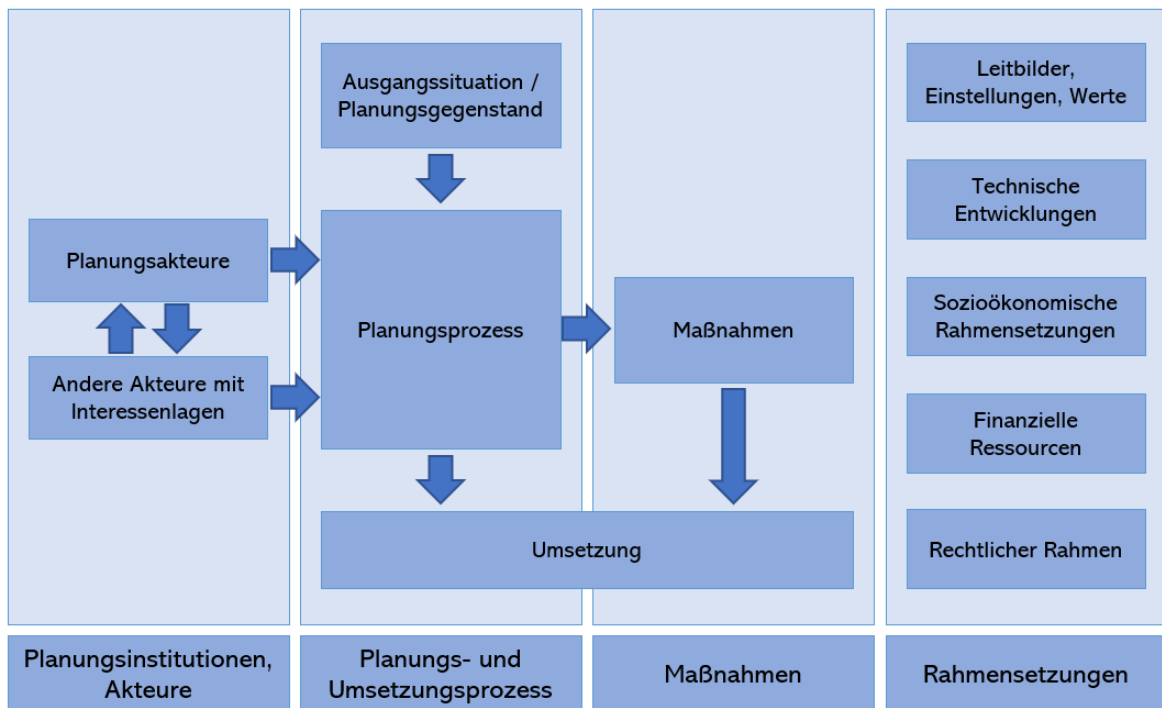 Ausgangssituation /
Planungsgegenstand
Leitbilder,
Einstellungen, Werte
Technische
Entwicklungen
Planungsakteure
Planungsprozess
Maßnahmen
Sozioökonomische
Rahmensetzungen
Andere Akteure mit
Interessenlagen
Finanzielle
Ressourcen
Umsetzung
Rechtlicher Rahmen
Planungsinstitutionen,
Akteure
Planungs- und
Umsetzungsprozess
Maßnahmen
Rahmensetzungen